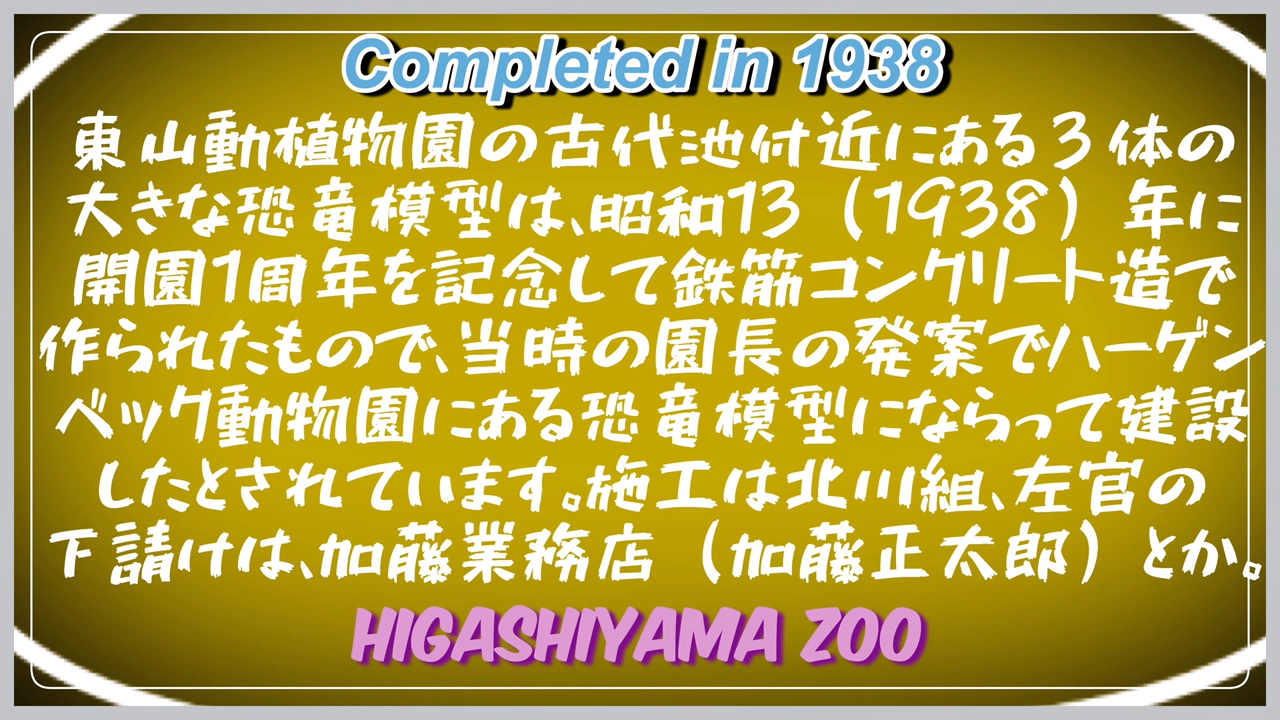 Completed in 1938
東山動植物園の古代池付近にある３体の
大きな恐竜模型は、昭和13（1938）年に
開園1周年を記念して鉄筋コンクリート造で
作られたもので、当時の園長の発案でハーゲン
ベック動物園にある恐竜模型にならって建設
したとされています。施工は北川組、左官の
下請けは、加藤業務店（加藤正太郎）とか。
HIGASHIYAMA ZOO